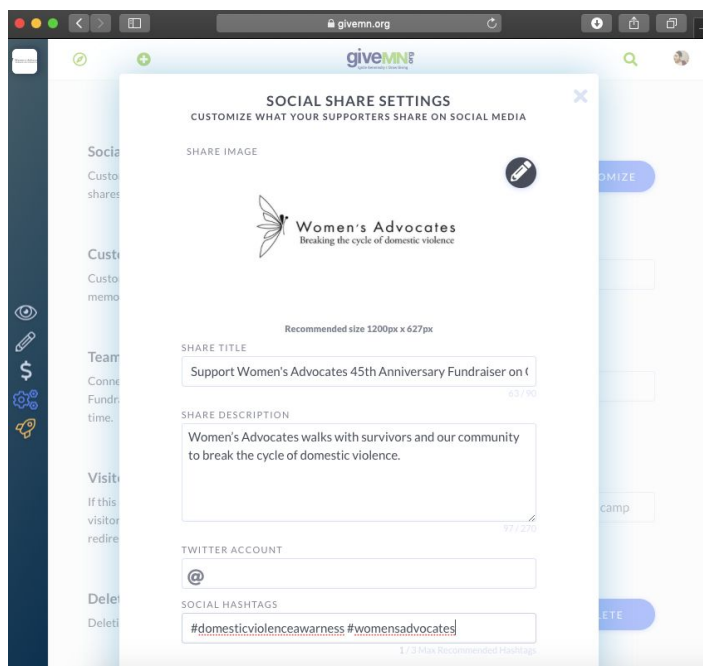 givemn.org
giveMN.org
SOCIAL SHARE SETTINGS
CUSTOMIZE WHAT YOUR SUPPORTERS SHARE ON SOCIAL MEDIA
SHARE IMAGE
Women's Advocates
Breaking the cycle of domestic violence
Recommended size 1200px x 627px
SHARE TITLE
Support Women's Advocates 45th Anniversary Fundraiser on
63 / 90
SHARE DESCRIPTION
Women's Advocates walks with survivors and our community
to break the cycle of domestic violence.
97 / 270
TWITTER ACCOUNT
@
SOCIAL HASHTAGS
#domesticviolenceawarness #womensadvocates
1 / 3 Max Recommended Hashtags
Socia
Custo
shares
OMIZE
Custo
Custo
memo
Team
Conne
Fundr
time.
Visit
If this
visitor
redire
camp
Delet
Deleti
ETE